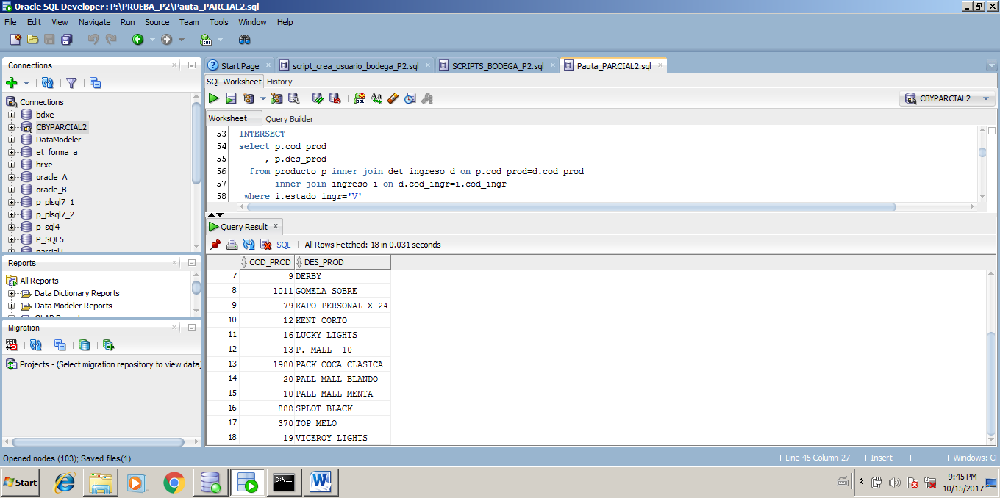 Oracle SQL Developer : P:\PRUEBA_P2\Pauta_PARCIAL2.sql
File Edit View Navigate Run Source Team Tools Window Help
Connections
Connections
bdxe
CBYPARCIAL2
DataModeler
et_forma_a
hrxe
oracle_A
oracle_B
p_plsql7_1
p_plsql7_2
p_sql4
P_SQL5
parcial1
Reports
All Reports
Data Dictionary Reports
Data Modeler Reports
Migration
Projects - (Select migration repository to view data)
Start Page script_crea_usuario_bodega_P2.sql SCRIPTS_BODEGA_P2.sql Pauta_PARCIAL2.sql
SQL Worksheet History
CBYPARCIAL2
Worksheet Query Builder
53 INTERSECT
54 select p.cod_prod
55 , p.des_prod
56 from producto p inner join det_ingreso d on p.cod_prod=d.cod_prod
57 inner join ingreso i on d.cod_ingr=i.cod_ingr
58 where i.estado_ingr='V'
Query Result
SQL All Rows Fetched: 18 in 0.031 seconds
COD_PROD DES_PROD
7 9 DERBY
8 1011 GOMELA SOBRE
9 79 KAPO PERSONAL X 24
10 12 KENT CORTO
11 16 LUCKY LIGHTS
12 13 P. MALL  10
13 1980 PACK COCA CLASICA
14 20 PALL MALL BLANDO
15 10 PALL MALL MENTA
16 888 SPLOT BLACK
17 370 TOP MELO
18 19 VICEROY LIGHTS
Opened nodes (103); Saved files(1)
Line 45 Column 27 Insert Windows: CR
Start
9:45 PM
10/15/2017